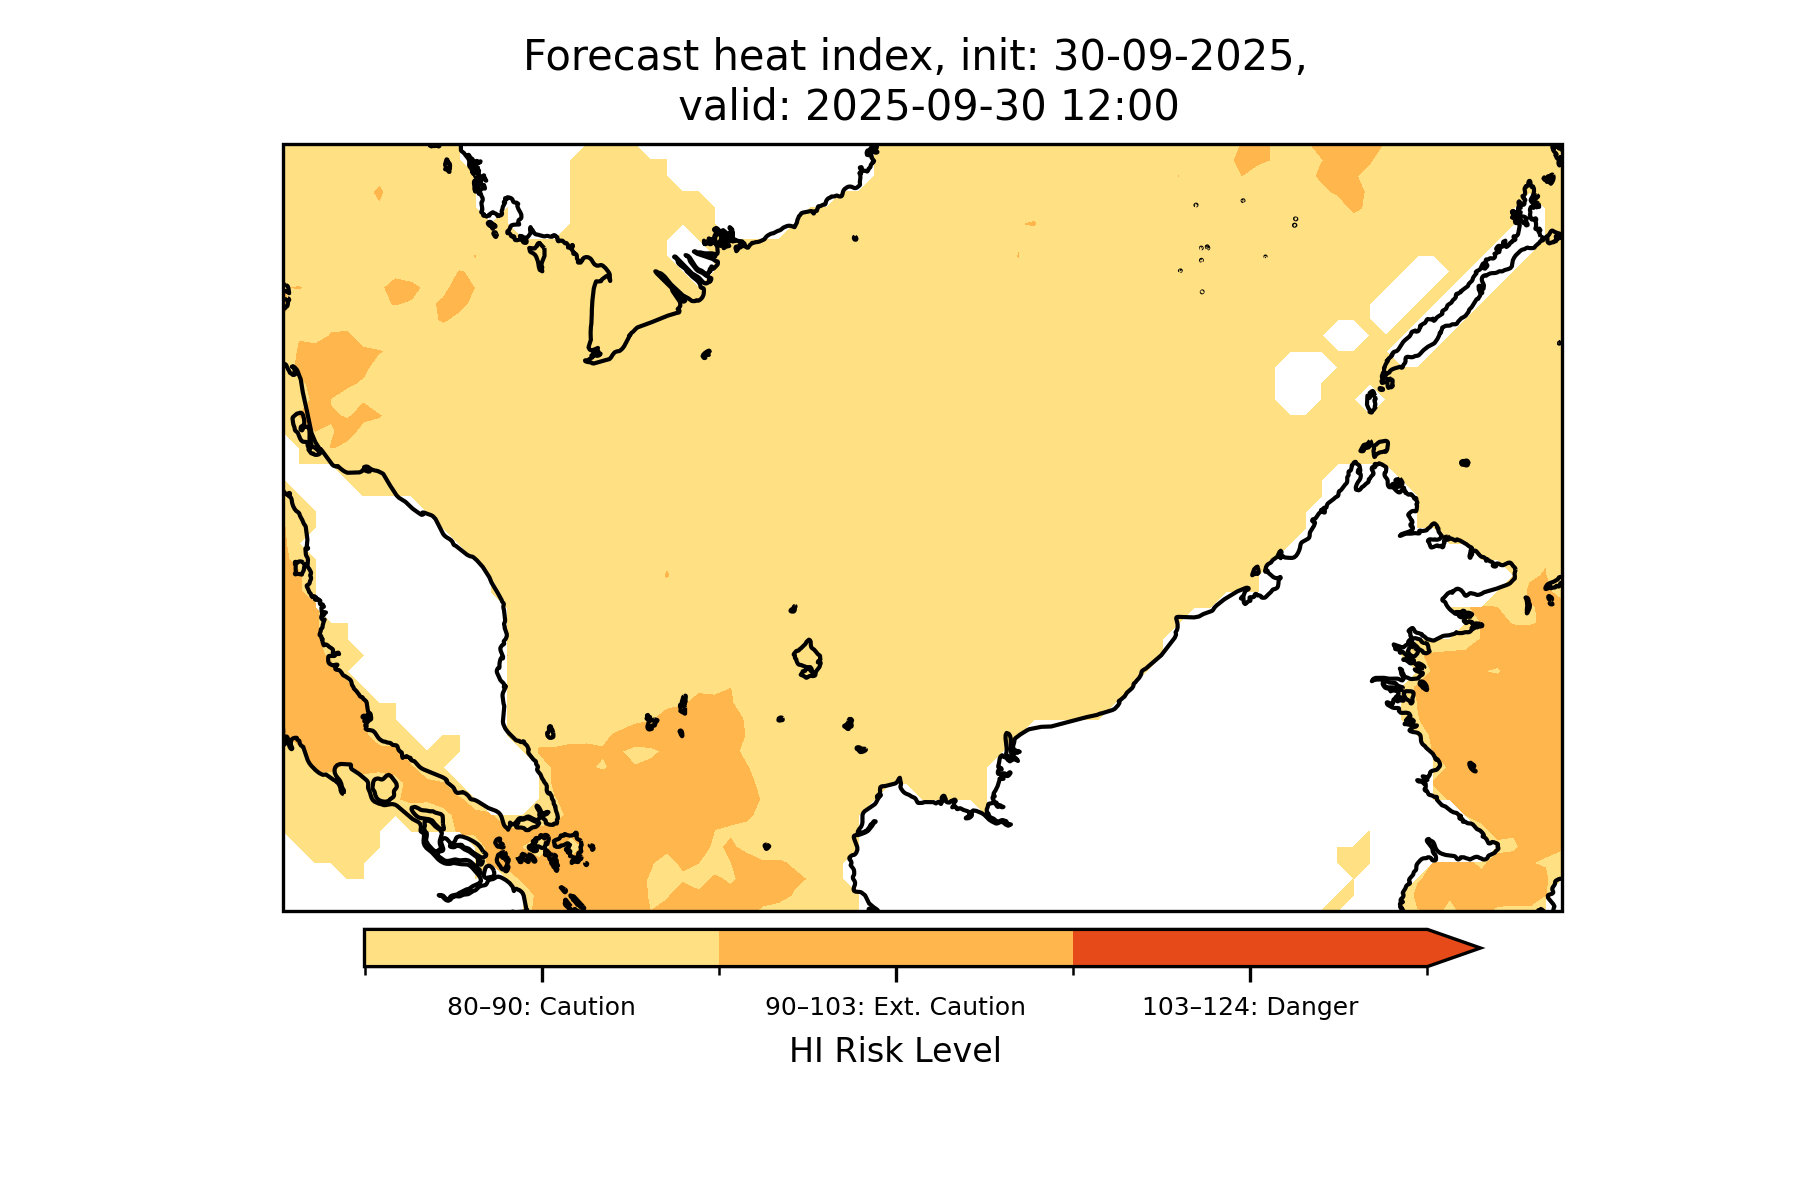 Forecast heat index, init: 30-09-2025,
valid: 2025-09-30 12:00
80–90: Caution
90–103: Ext. Caution
103–124: Danger
HI Risk Level